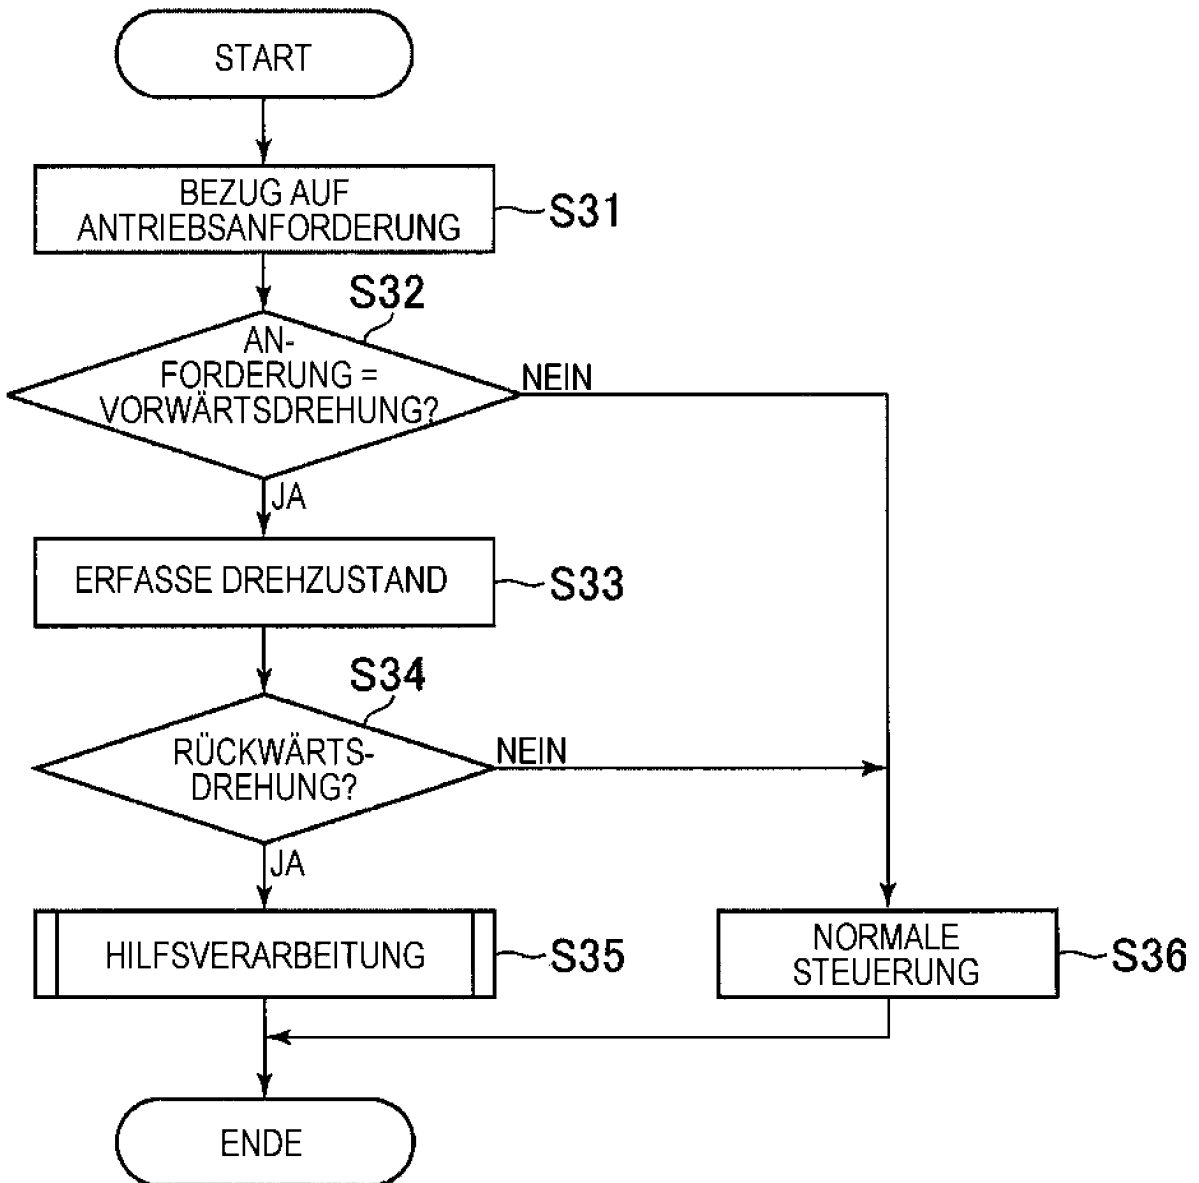 START
BEZUG AUF
ANTRIEBSANFORDERUNG
S31
S32
AN-
FORDERUNG =
VORWÄRTSDREHUNG?
NEIN
JA
ERFASSE DREHZUSTAND
S33
S34
RÜCKWÄRTS-
DREHUNG?
NEIN
JA
HILFSVERARBEITUNG
S35
NORMALE
STEUERUNG
S36
ENDE